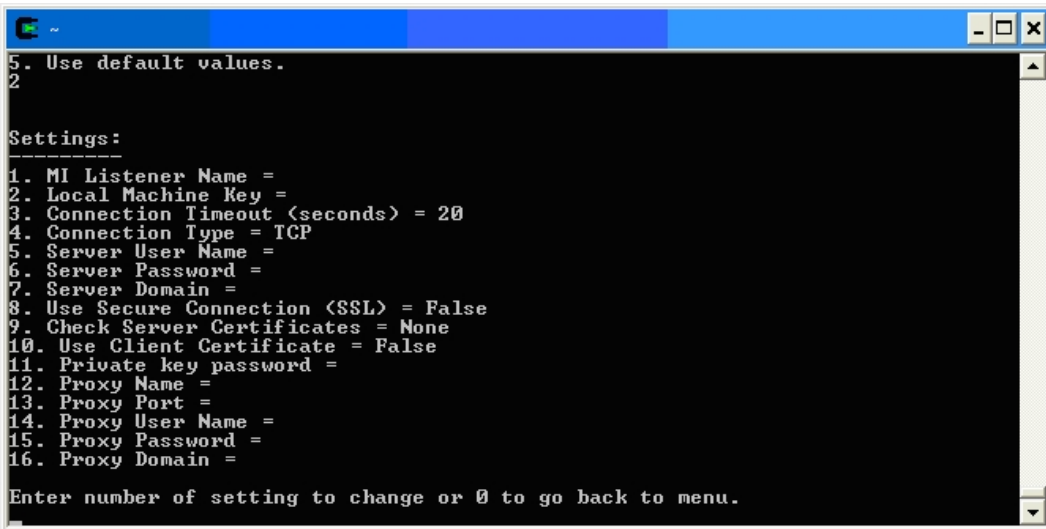 ~
5. Use default values.
2
Settings:
---------
1. MI Listener Name =
2. Local Machine Key =
3. Connection Timeout (seconds) = 20
4. Connection Type = TCP
5. Server User Name =
6. Server Password =
7. Server Domain =
8. Use Secure Connection (SSL) = False
9. Check Server Certificates = None
10. Use Client Certificate = False
11. Private key password =
12. Proxy Name =
13. Proxy Port =
14. Proxy User Name =
15. Proxy Password =
16. Proxy Domain =
Enter number of setting to change or 0 to go back to menu.